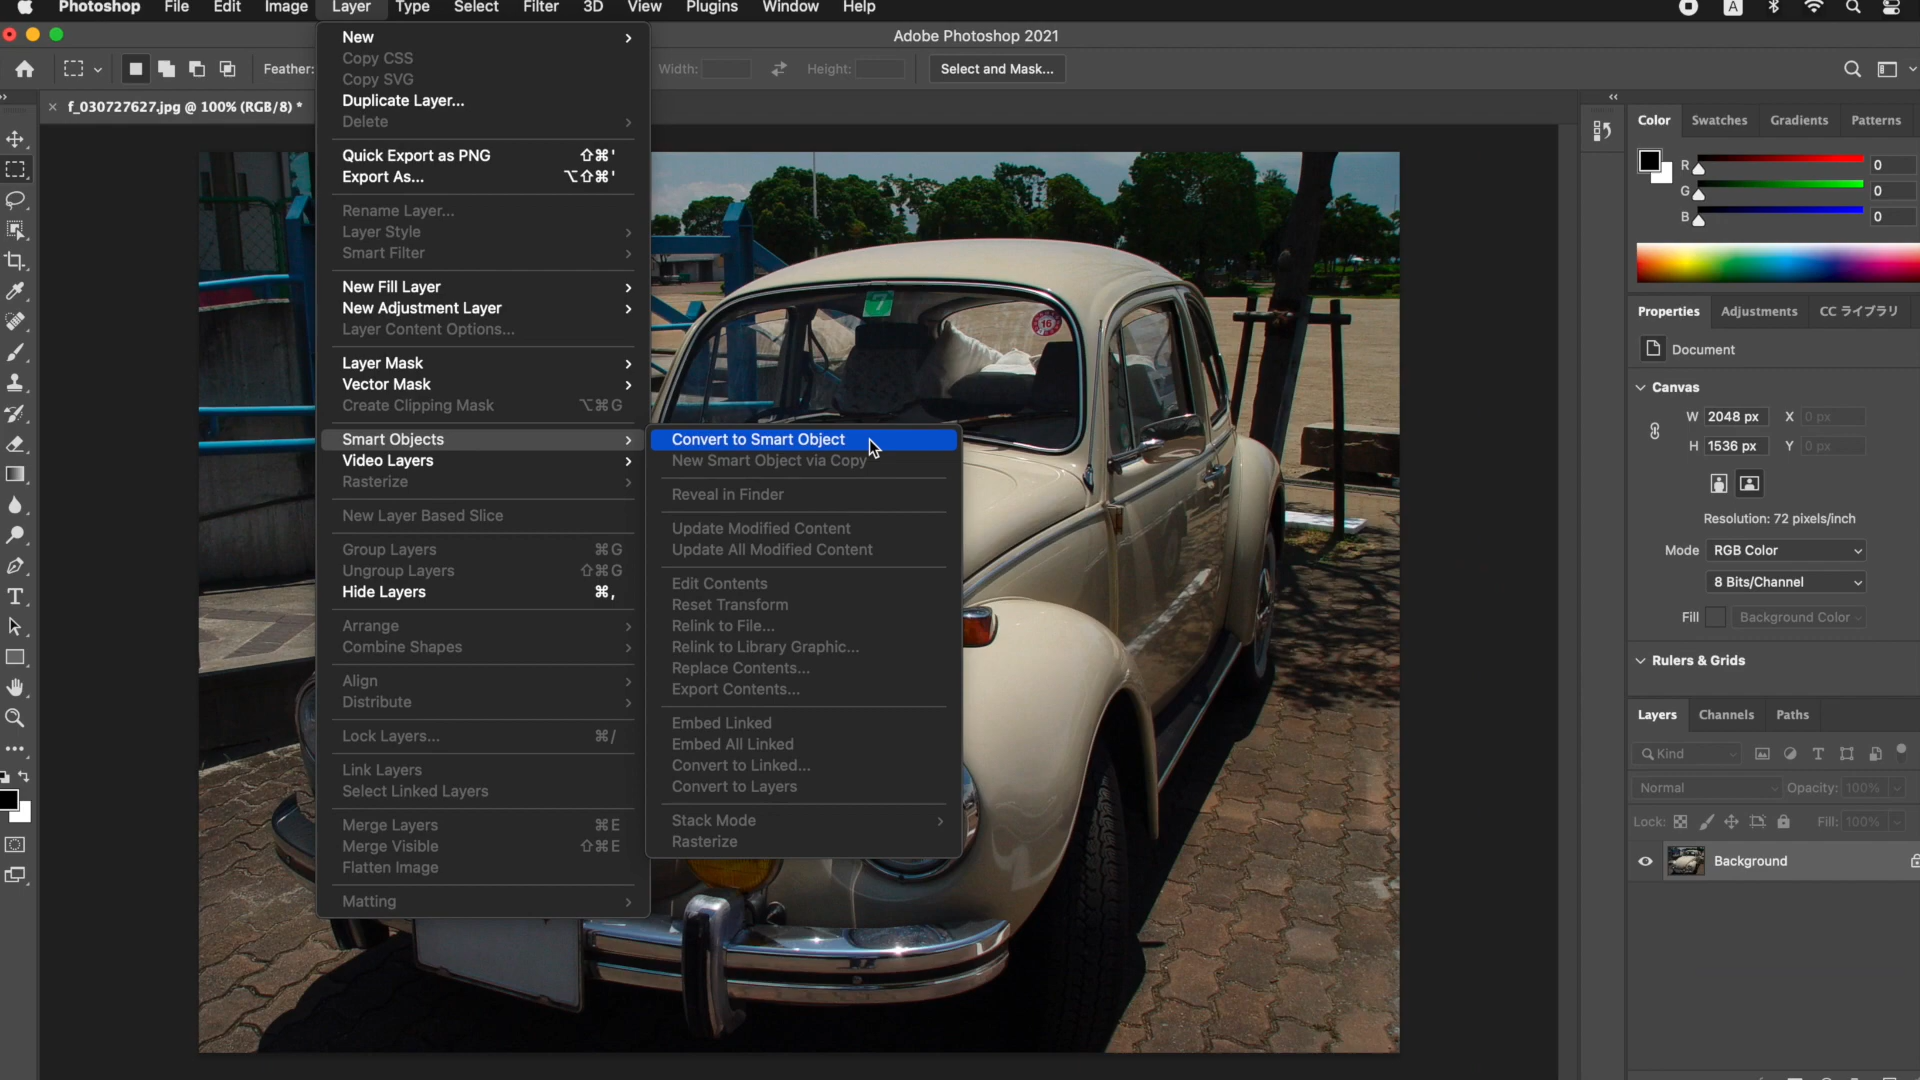 Photoshop File Edit Image Layer Type Select Filter 3D View Plugins Window Help A
Adobe Photoshop 2021
Feather: Width: Height: Select and Mask...
f_030727627.jpg @ 100% (RGB/8) *
New
Copy CSS
Copy SVG
Duplicate Layer...
Delete
Quick Export as PNG ⇧⌘'
Export As... ⌥⇧⌘'
Rename Layer...
Layer Style
Smart Filter
New Fill Layer
New Adjustment Layer
Layer Content Options...
Layer Mask
Vector Mask
Create Clipping Mask ⌥⌘G
Smart Objects
Video Layers
Rasterize
New Layer Based Slice
Group Layers ⌘G
Ungroup Layers ⇧⌘G
Hide Layers ⌘,
Arrange
Combine Shapes
Align
Distribute
Lock Layers... ⌘/
Link Layers
Select Linked Layers
Merge Layers ⌘E
Merge Visible ⇧⌘E
Flatten Image
Matting
Convert to Smart Object
New Smart Object via Copy
Reveal in Finder
Update Modified Content
Update All Modified Content
Edit Contents
Reset Transform
Relink to File...
Relink to Library Graphic...
Replace Contents...
Export Contents...
Embed Linked
Embed All Linked
Convert to Linked...
Convert to Layers
Stack Mode
Rasterize
7
16
Color Swatches Gradients Patterns
R 0
G 0
B 0
Properties Adjustments CC ライブラリ
Document
Canvas
W 2048 px X 0 px
H 1536 px Y 0 px
Resolution: 72 pixels/inch
Mode RGB Color
8 Bits/Channel
Fill Background Color
Rulers & Grids
Layers Channels Paths
Kind
Normal Opacity: 100%
Lock: Fill: 100%
Background